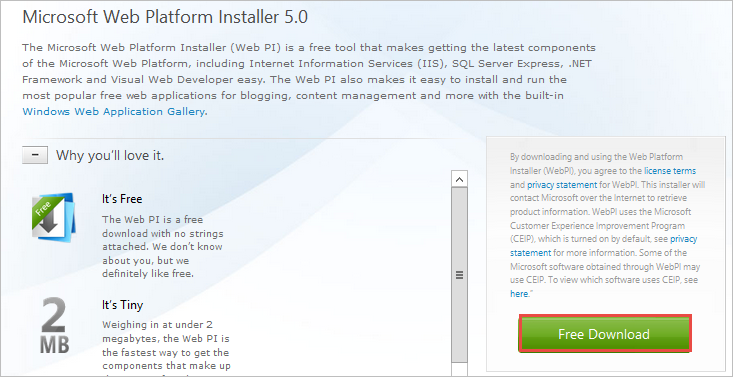 Microsoft Web Platform Installer 5.0
The Microsoft Web Platform Installer (Web PI) is a free tool that makes getting the latest components
of the Microsoft Web Platform, including Internet Information Services (IIS), SQL Server Express, .NET
Framework and Visual Web Developer easy. The Web PI also makes it easy to install and run the
most popular free web applications for blogging, content management and more with the built-in
Windows Web Application Gallery.
Why you'll love it.
Free
It's Free
The Web PI is a free
download with no strings
attached. We don't know
about you, but we
definitely like free.
2
MB
It's Tiny
Weighing in at under 2
megabytes, the Web PI is
the fastest way to get the
components that make up
By downloading and using the Web Platform
Installer (WebPI), you agree to the license terms
and privacy statement for WebPI. This installer will
contact Microsoft over the Internet to retrieve
product information. WebPI uses the Microsoft
Customer Experience Improvement Program
(CEIP), which is turned on by default, see privacy
statement for more information. Some of the
Microsoft software obtained through WebPI may
use CEIP. To view which software uses CEIP, see
here."
Free Download